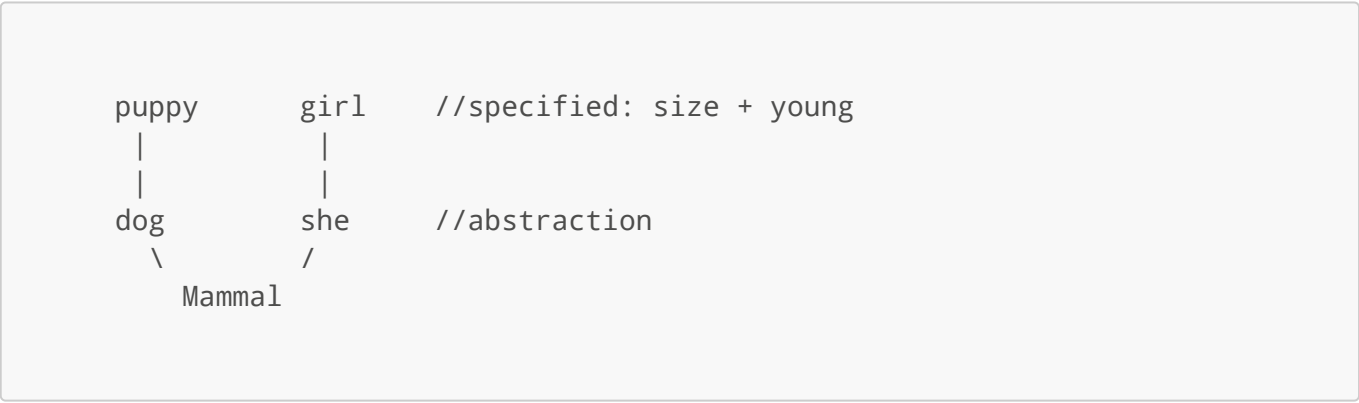 puppy girl //specified: size + young
| |
| |
dog she //abstraction
\ /
Mammal